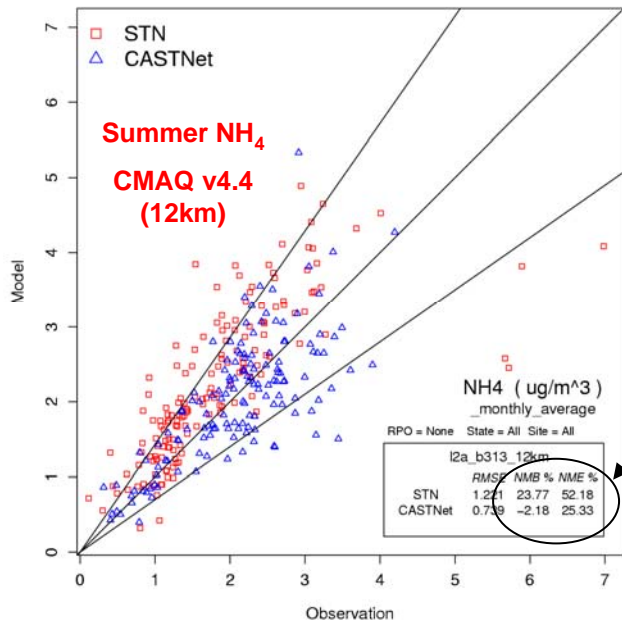 7
6
5
4
3
2
1
0
Model
STN
CASTNet
Summer NH4
CMAQ v4.4
(12km)
NH4 ( ug/m^3 )
_monthly_average
RPO = None State = All Site = All
l2a_b313_12km
RMSE NMB % NME %
STN 1.221 23.77 52.18
CASTNet 0.739 −2.18 25.33
0 1 2 3 4 5 6 7
Observation